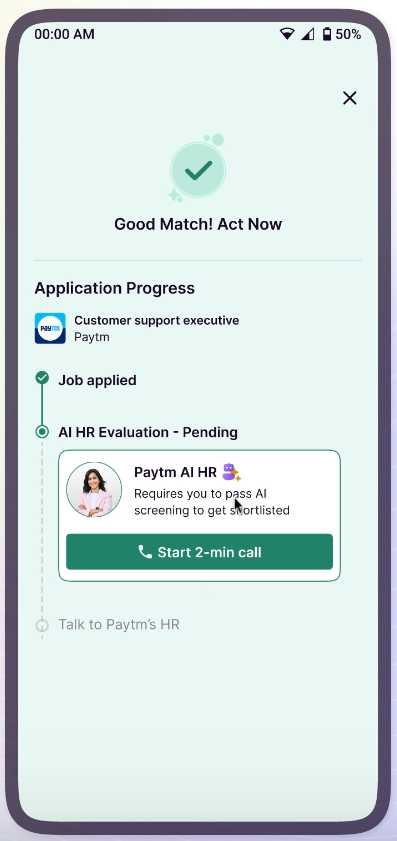 00:00 AM
50%
Good Match! Act Now
Application Progress
paytm
Customer support executive
Paytm
Job applied
AI HR Evaluation - Pending
Paytm AI HR
Requires you to pass AI
screening to get shortlisted
Start 2-min call
Talk to Paytm's HR